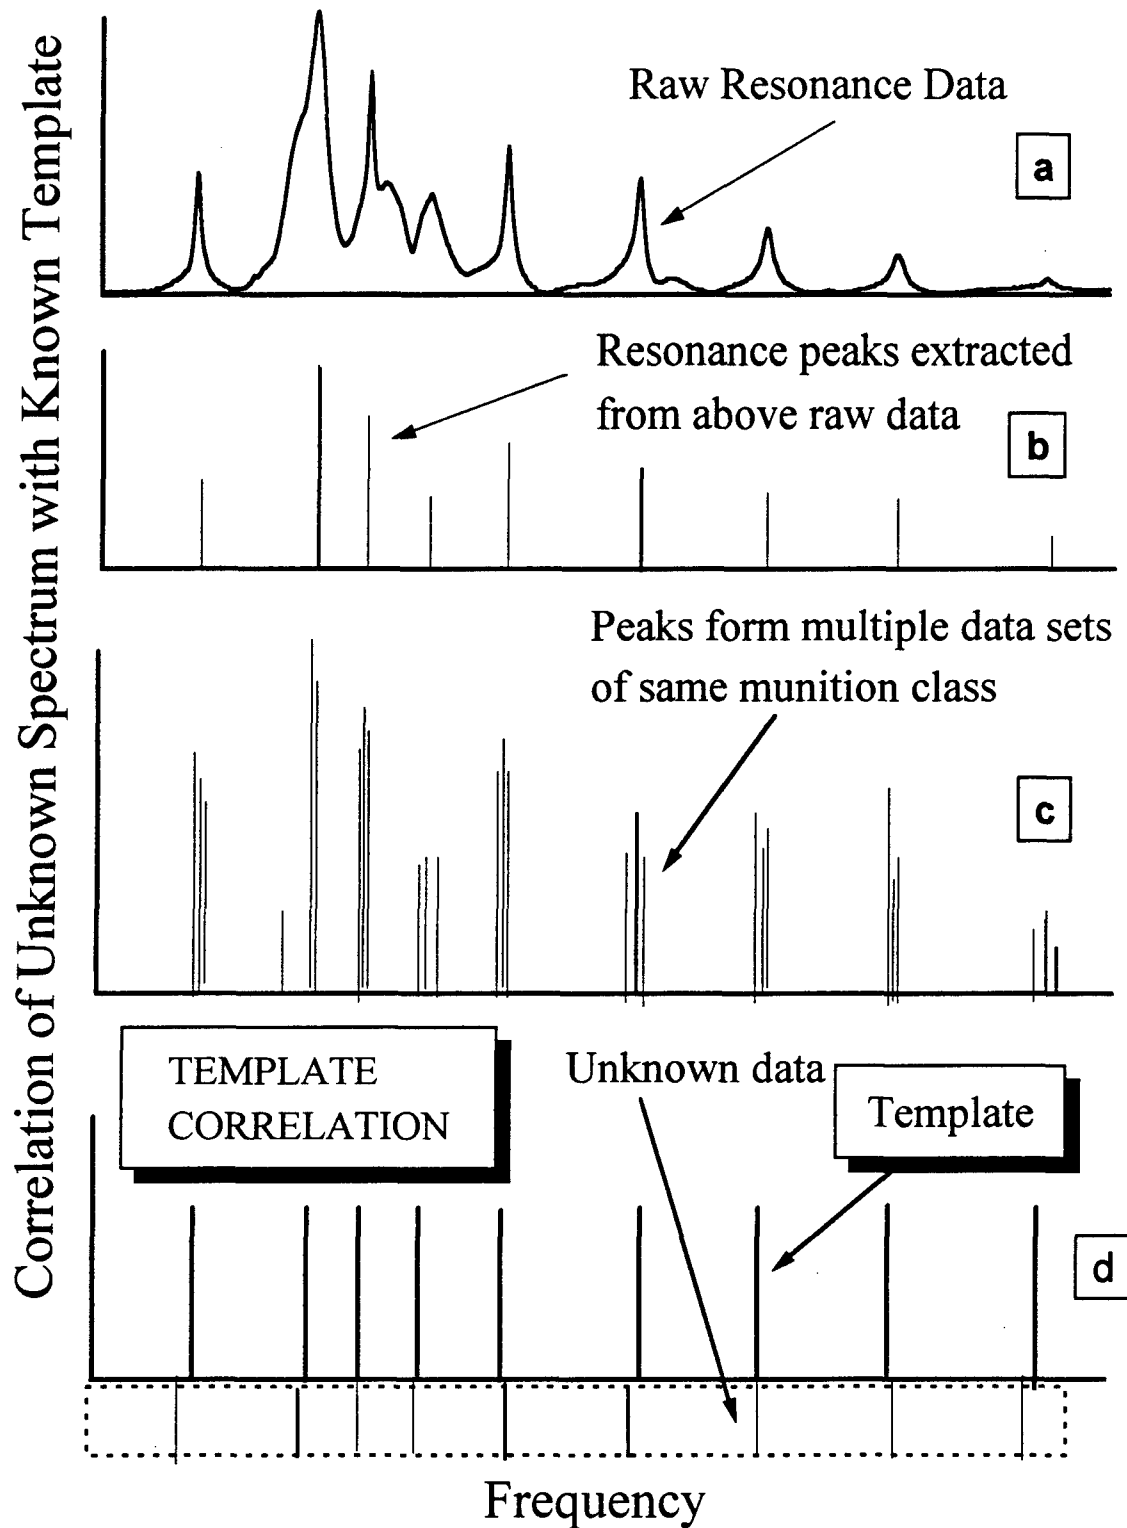 Correlation of Unknown Spectrum with Known Template
Raw Resonance Data
a
Resonance peaks extracted
from above raw data
b
Peaks form multiple data sets
of same munition class
c
TEMPLATE
CORRELATION
Unknown data
Template
d
Frequency